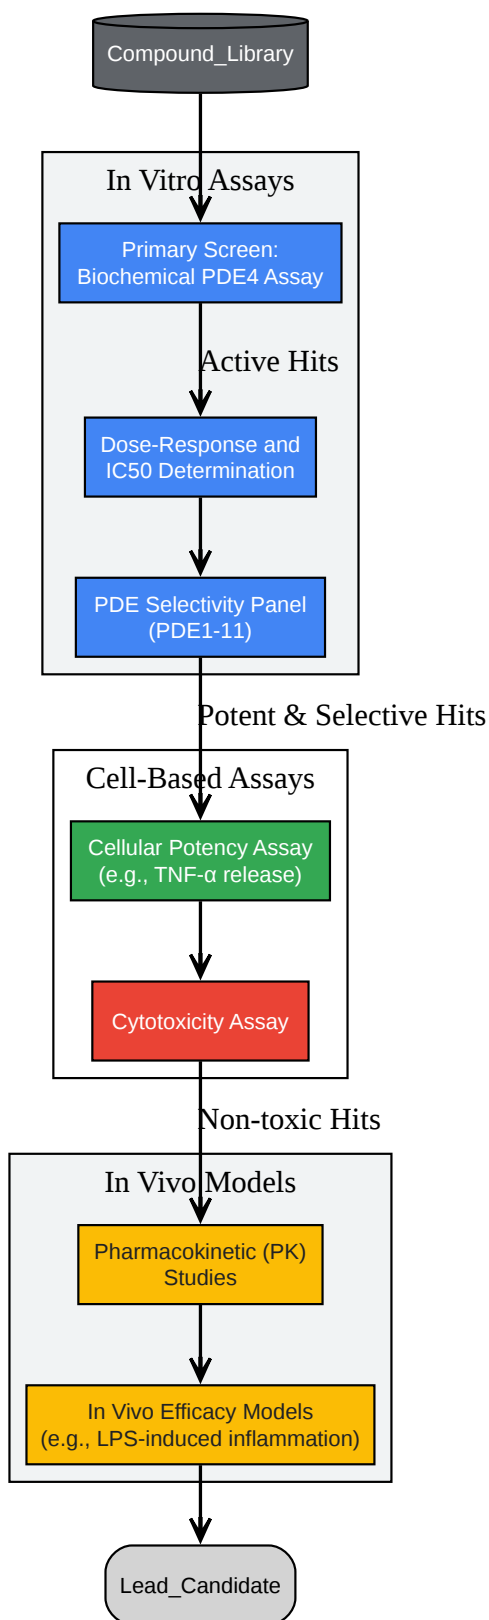 Compound_Library
In Vitro Assays
Primary Screen:
Biochemical PDE4 Assay
Active Hits
Dose-Response and
IC50 Determination
PDE Selectivity Panel
(PDE1-11)
Potent & Selective Hits
Cell-Based Assays
Cellular Potency Assay
(e.g., TNF-α release)
Cytotoxicity Assay
Non-toxic Hits
In Vivo Models
Pharmacokinetic (PK)
Studies
In Vivo Efficacy Models
(e.g., LPS-induced inflammation)
Lead_Candidate